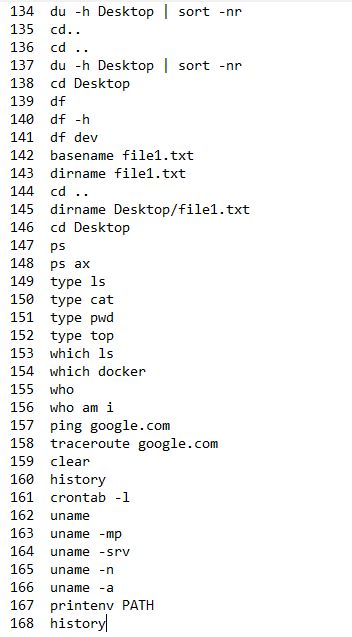 134  du -h Desktop | sort -nr
135  cd..
136  cd ..
137  du -h Desktop | sort -nr
138  cd Desktop
139  df
140  df -h
141  df dev
142  basename file1.txt
143  dirname file1.txt
144  cd ..
145  dirname Desktop/file1.txt
146  cd Desktop
147  ps
148  ps ax
149  type ls
150  type cat
151  type pwd
152  type top
153  which ls
154  which docker
155  who
156  who am i
157  ping google.com
158  traceroute google.com
159  clear
160  history
161  crontab -l
162  uname
163  uname -mp
164  uname -srv
165  uname -n
166  uname -a
167  printenv PATH
168  history